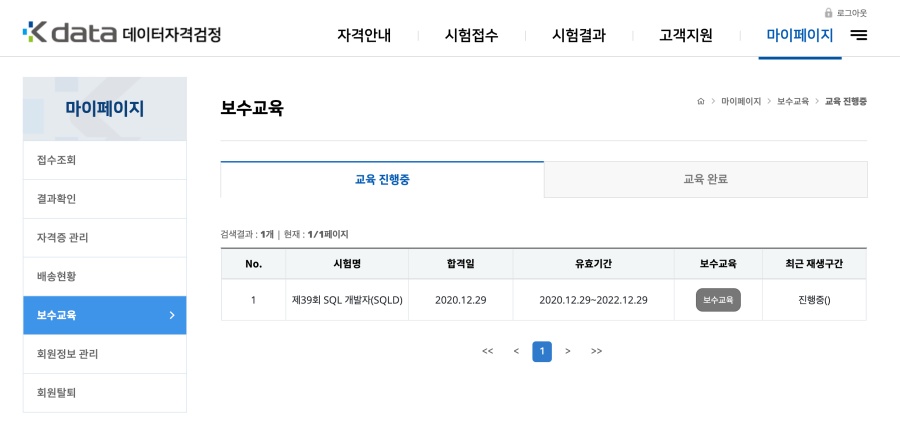 로그아웃
Kdata 데이터자격검정
자격안내 시험접수 시험결과 고객지원 마이페이지
마이페이지
접수조회
결과확인
자격증 관리
배송현황
보수교육
회원정보 관리
회원탈퇴
보수교육
마이페이지 > 보수교육 > 교육 진행중
교육 진행중 교육 완료
검색결과 : 1개 | 현재 : 1/1페이지
No. 시험명 합격일 유효기간 보수교육 최근 재생구간
1 제39회 SQL 개발자(SQLD) 2020.12.29 2020.12.29~2022.12.29 보수교육 진행중()
<< < 1 > >>